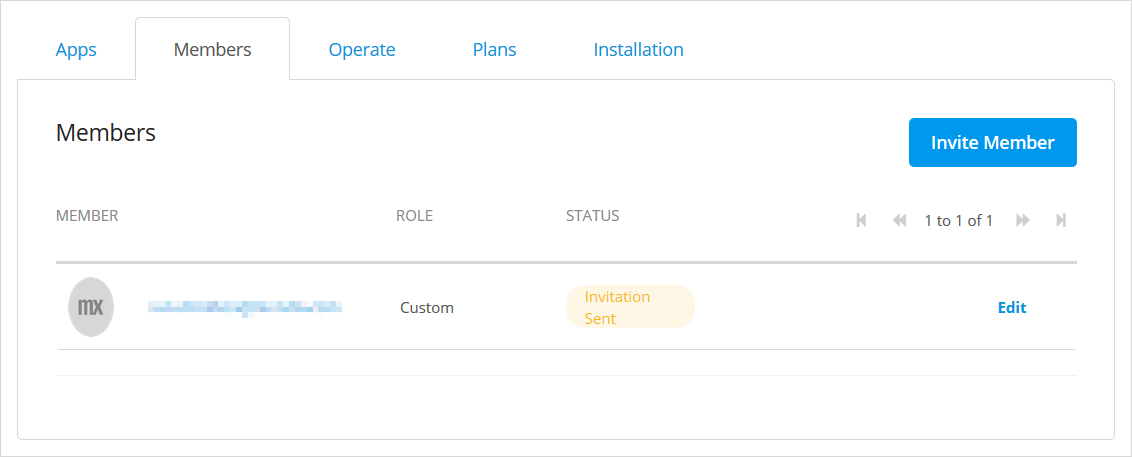 Apps Members Operate Plans Installation
Members
Invite Member
MEMBER ROLE STATUS 1 to 1 of 1
mx Custom Invitation Sent Edit